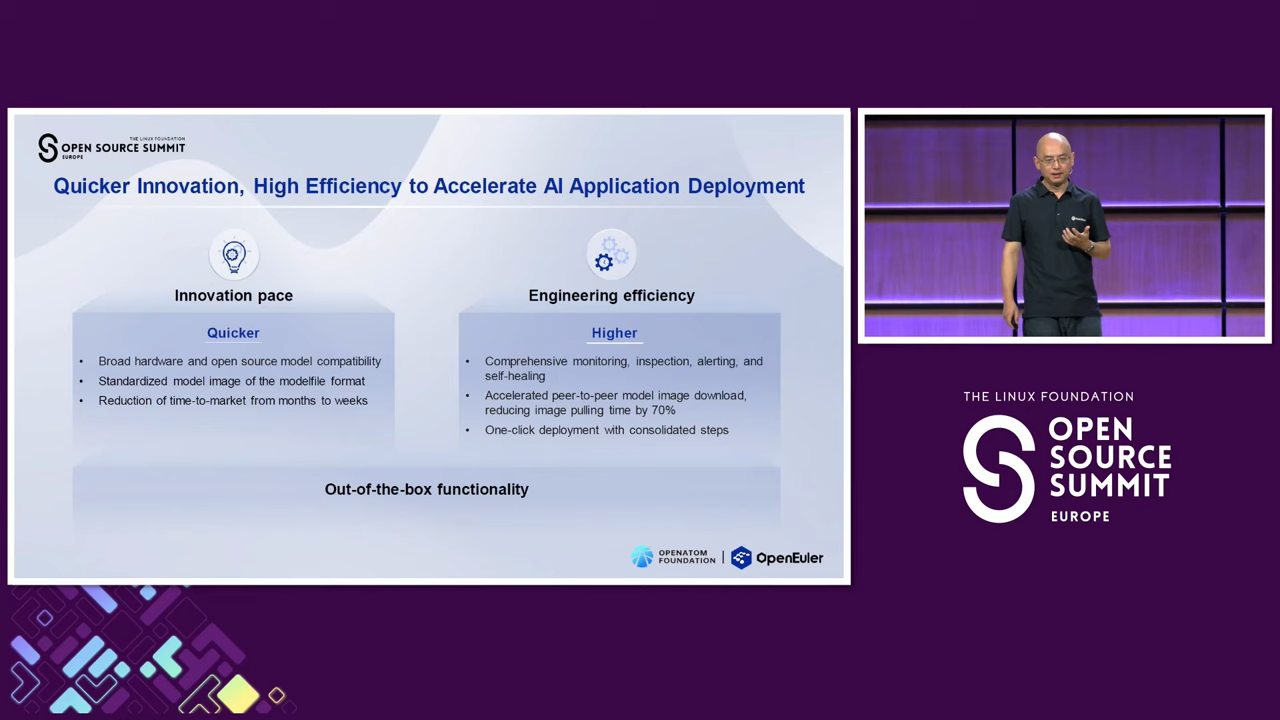 THE LINUX FOUNDATION
OPEN SOURCE SUMMIT
EUROPE
Quicker Innovation, High Efficiency to Accelerate AI Application Deployment
Innovation pace
Quicker
• Broad hardware and open source model compatibility
• Standardized model image of the modelfile format
• Reduction of time-to-market from months to weeks
Engineering efficiency
Higher
• Comprehensive monitoring, inspection, alerting, and
self-healing
• Accelerated peer-to-peer model image download,
reducing image pulling time by 70%
• One-click deployment with consolidated steps
Out-of-the-box functionality
OPENATOM
FOUNDATION
OpenEuler
THE LINUX FOUNDATION
OPEN
SOURCE
SUMMIT
EUROPE